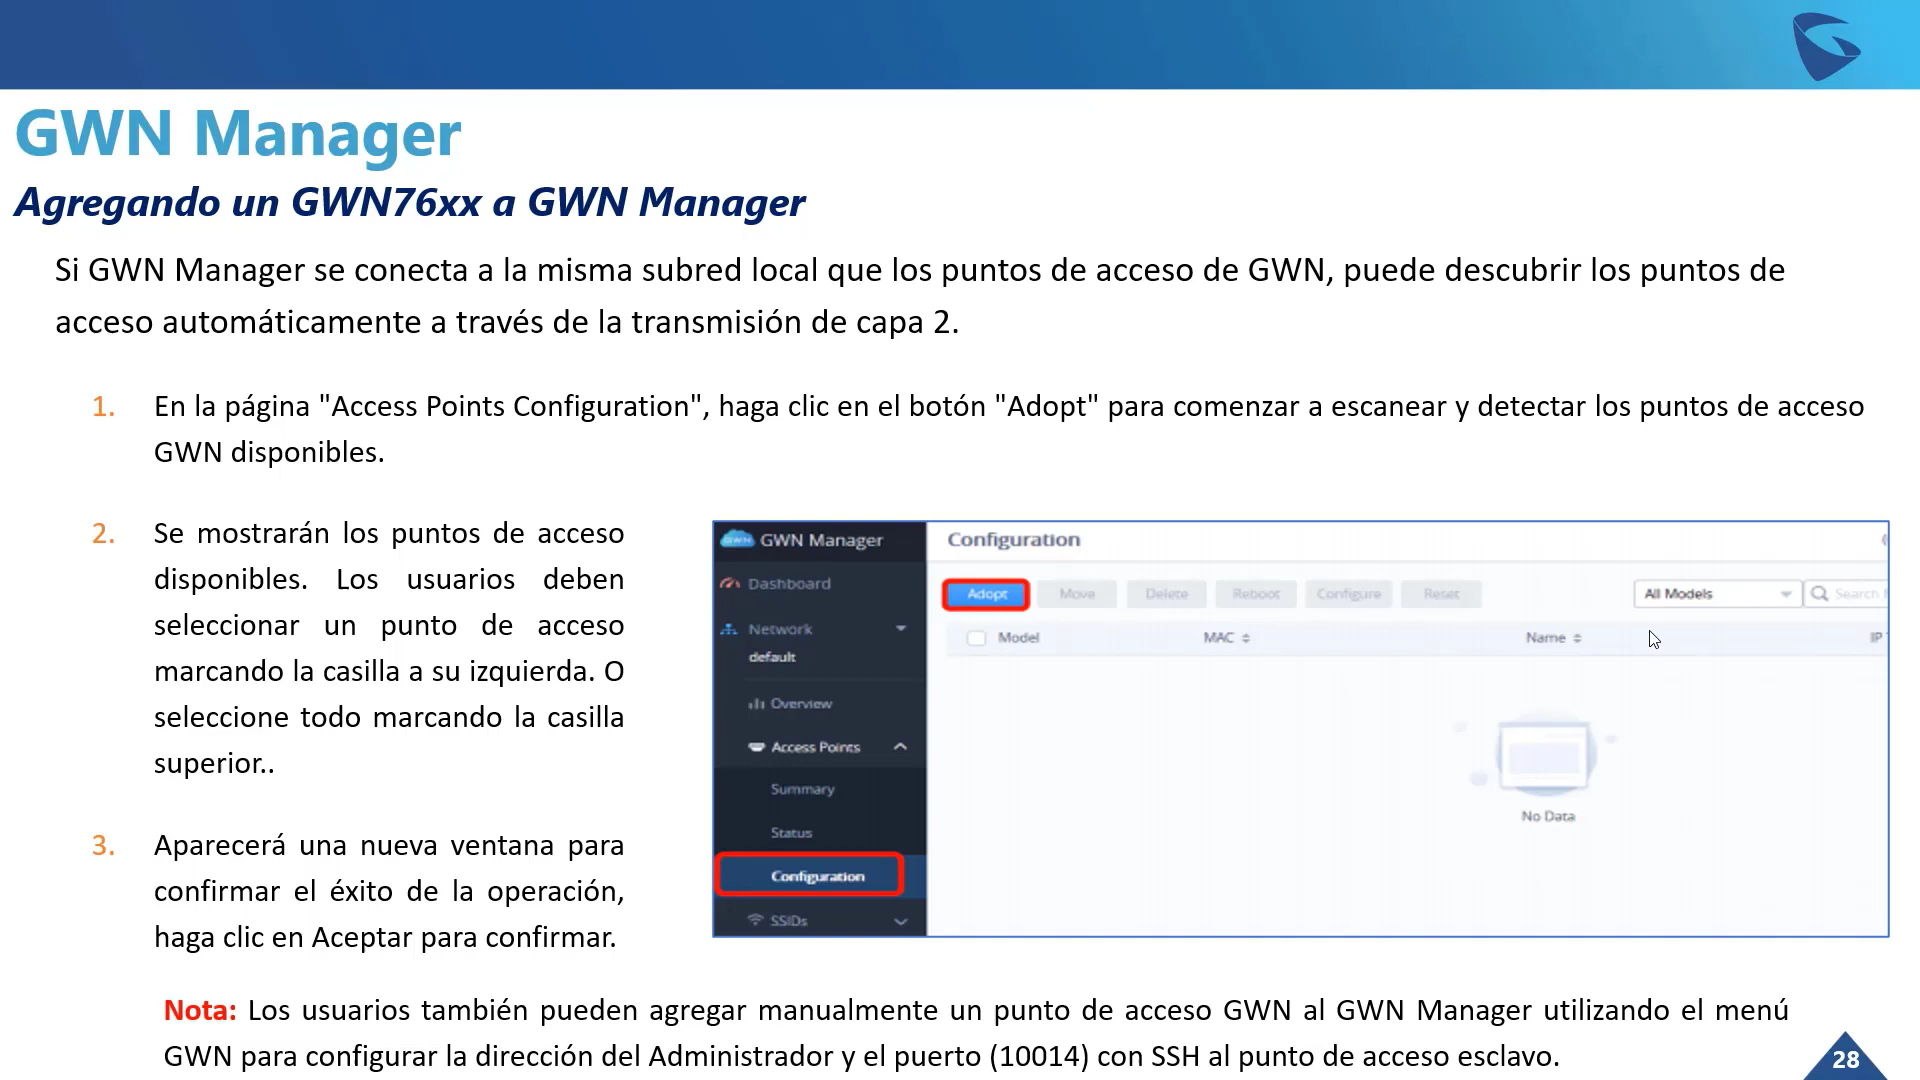 GWN Manager
Agregando un GWN76xx a GWN Manager
Si GWN Manager se conecta a la misma subred local que los puntos de acceso de GWN, puede descubrir los puntos de
acceso automáticamente a través de la transmisión de capa 2.
1. En la página "Access Points Configuration", haga clic en el botón "Adopt" para comenzar a escanear y detectar los puntos de acceso
GWN disponibles.
2. Se mostrarán los puntos de acceso
disponibles. Los usuarios deben
seleccionar un punto de acceso
marcando la casilla a su izquierda. O
seleccione todo marcando la casilla
superior..
3. Aparecerá una nueva ventana para
confirmar el éxito de la operación,
haga clic en Aceptar para confirmar.
GWN GWN Manager
Dashboard
Network
default
Overview
Access Points
Summary
Status
Configuration
SSIDs
Configuration
Adopt Move Delete Reboot Configure Reset All Models Search
Model MAC Name IP
No Data
Nota: Los usuarios también pueden agregar manualmente un punto de acceso GWN al GWN Manager utilizando el menú
GWN para configurar la dirección del Administrador y el puerto (10014) con SSH al punto de acceso esclavo.
28